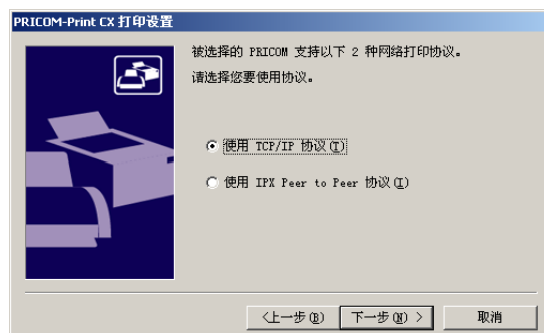 PRICOM-Print CX 打印设置
被选择的 PRICOM 支持以下 2 种网络打印协议。
请选择您要使用协议。
使用 TCP/IP 协议(T)
使用 IPX Peer to Peer 协议(I)
<上一步(B) 下一步(N) > 取消